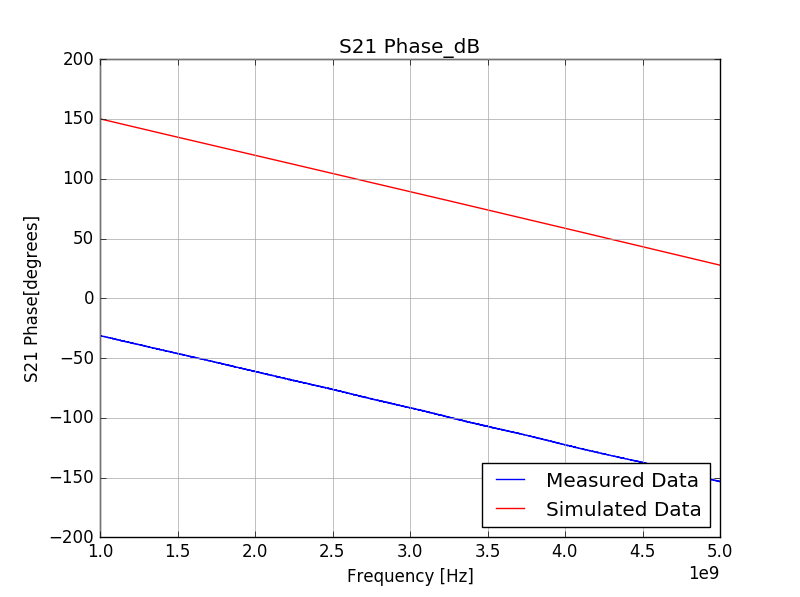 S21 Phase_dB
200
150
100
50
0
−50
−100
−150
−200
S21 Phase[degrees]
Measured Data
Simulated Data
1.0 1.5 2.0 2.5 3.0 3.5 4.0 4.5 5.0
1e9
Frequency [Hz]